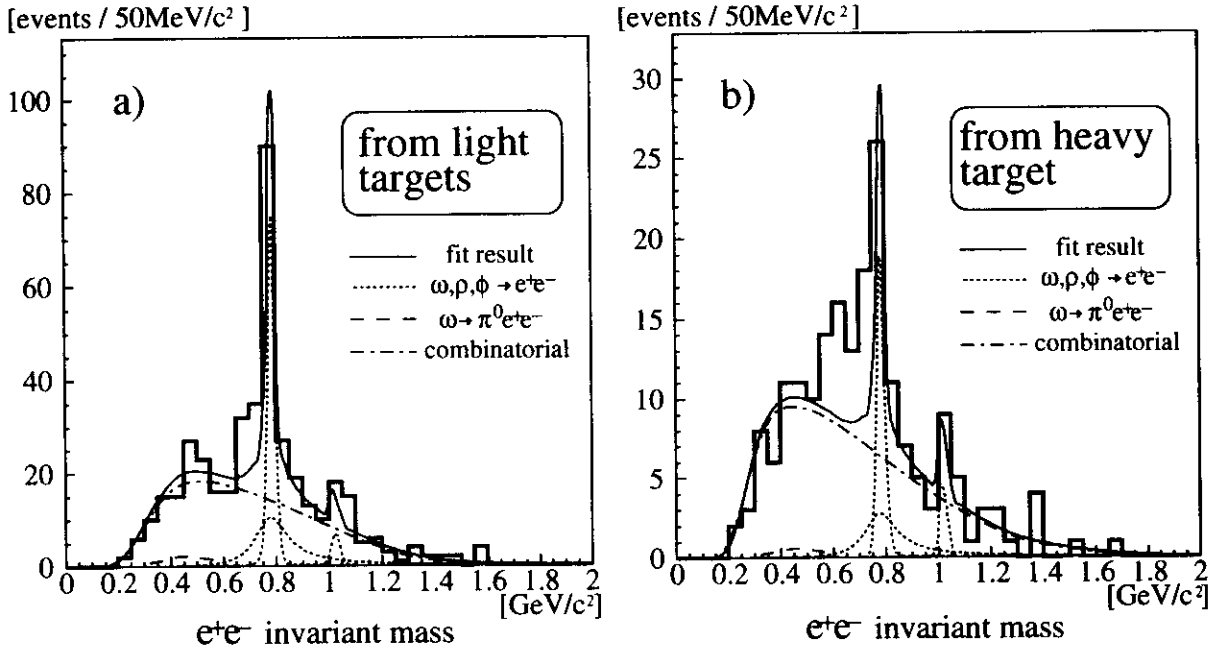 [events / 50MeV/c² ]
a)
from light
targets
fit result
ω,ρ,ϕ → e⁺e⁻
ω→ π⁰e⁺e⁻
combinatorial
100
80
60
40
20
0
0 0.2 0.4 0.6 0.8 1 1.2 1.4 1.6 1.8 2
[GeV/c²]
e⁺e⁻ invariant mass
[events / 50MeV/c²]
b)
from heavy
target
fit result
ω,ρ,ϕ → e⁺e⁻
ω→ π⁰e⁺e⁻
combinatorial
30
25
20
15
10
5
0
0 0.2 0.4 0.6 0.8 1 1.2 1.4 1.6 1.8 2
[GeV/c²]
e⁺e⁻ invariant mass